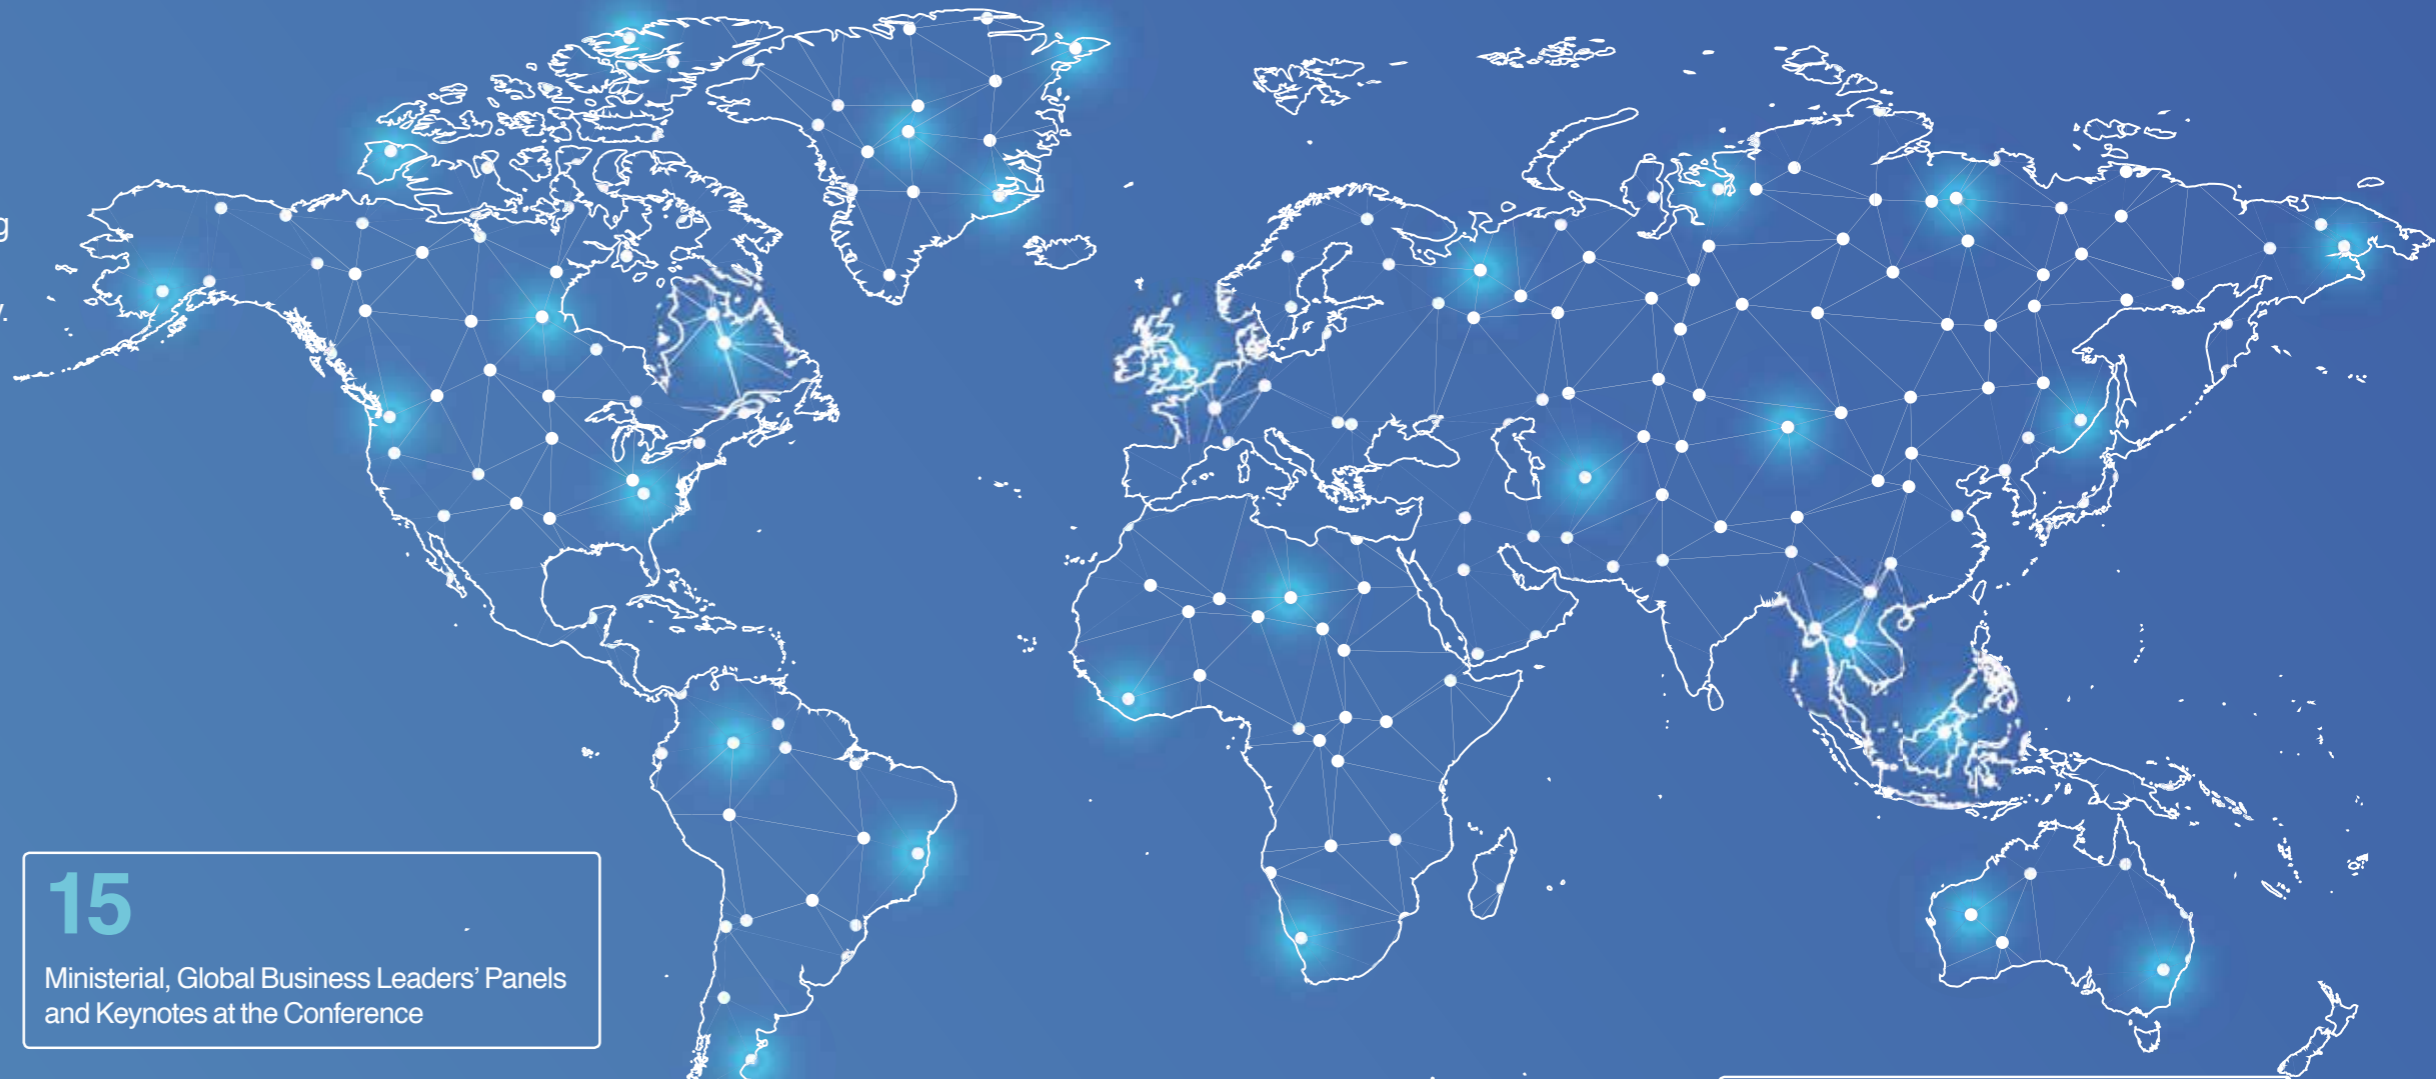 15
Ministerial, Global Business Leaders’ Panels
and Keynotes at the Conference